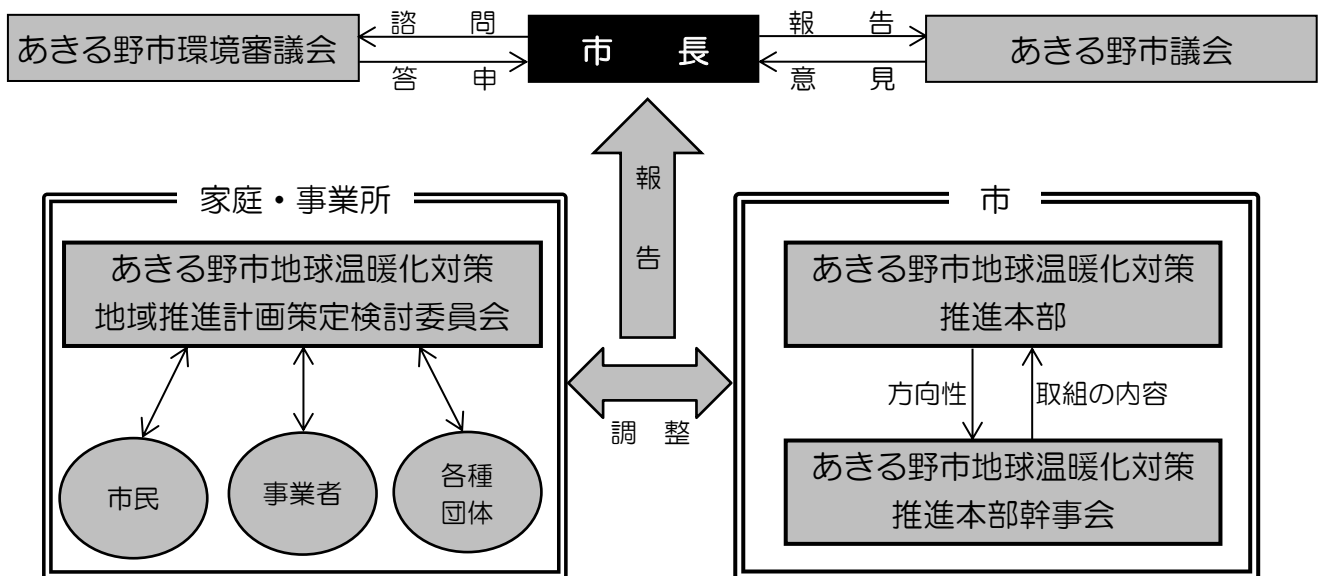 あきる野市環境審議会
諮問
答申
市長
報告
意見
あきる野市議会
報告
家庭・事業所
あきる野市地球温暖化対策
地域推進計画策定検討委員会
市民
事業者
各種
団体
調整
市
あきる野市地球温暖化対策
推進本部
方向性
取組の内容
あきる野市地球温暖化対策
推進本部幹事会